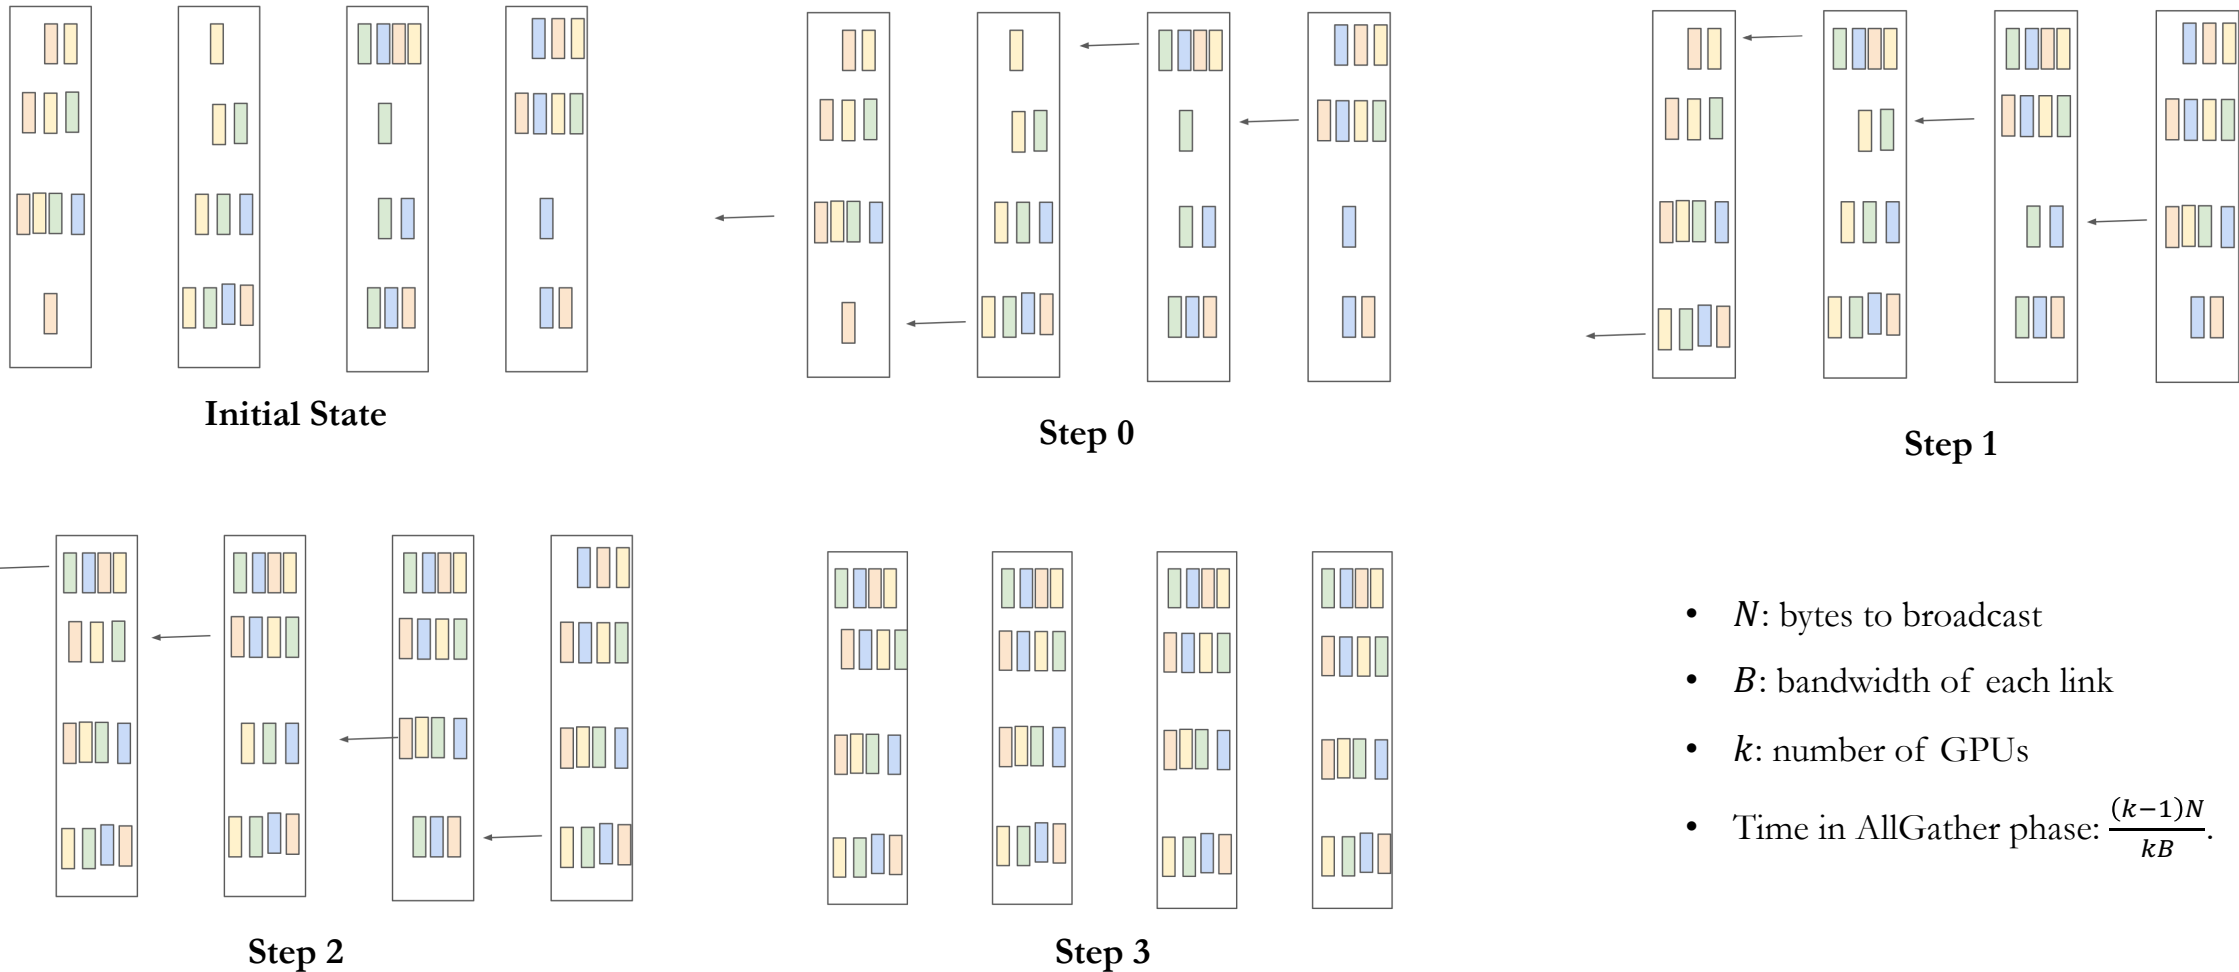 Initial State
Step 0
Step 1
Step 2
Step 3
• N: bytes to broadcast
• B: bandwidth of each link
• k: number of GPUs
• Time in AllGather phase: (k−1)N/kB.